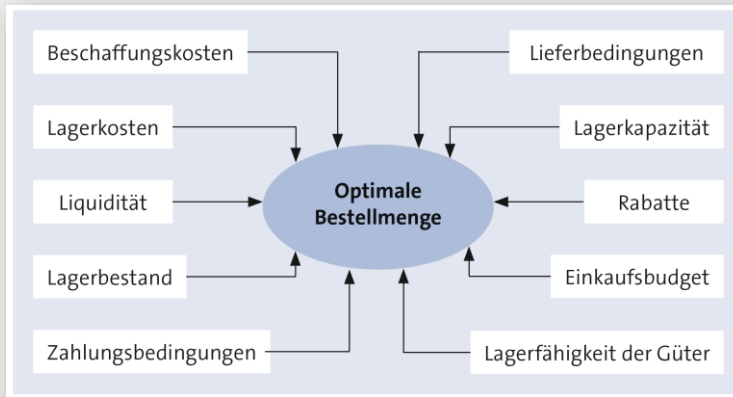 Beschaffungskosten
Lieferbedingungen
Lagerkosten
Lagerkapazität
Liquidität
Optimale
Bestellmenge
Rabatte
Lagerbestand
Einkaufsbudget
Zahlungsbedingungen
Lagerfähigkeit der Güter